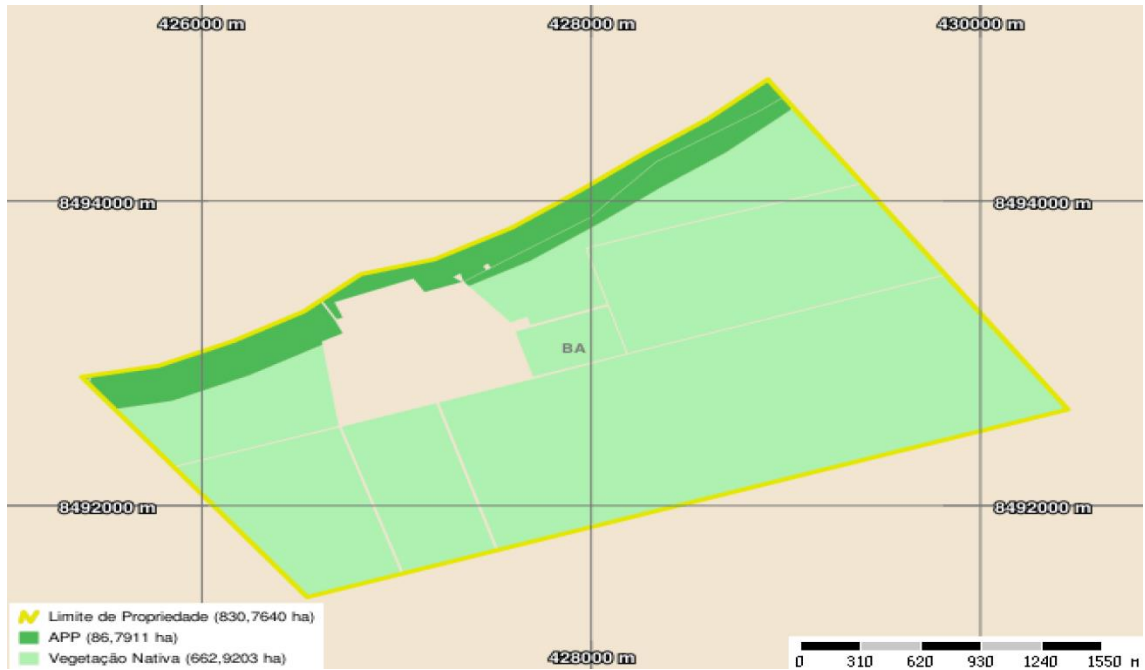 426000 m 428000 m 430000 m
8494000 m 8494000 m
BA
8492000 m 8492000 m
Limite de Propriedade (830,7640 ha)
APP (86,7911 ha)
Vegetação Nativa (662,9203 ha)
428000 m
0 310 620 930 1240 1550 M